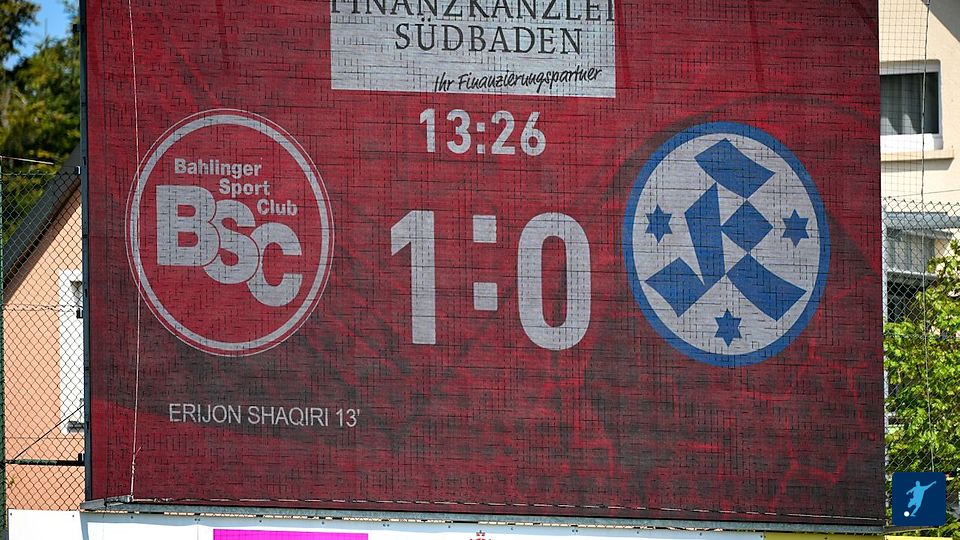 FINANZKANZLEI
SÜDBADEN
Ihr Finanzierungspartner
13:26
Bahlinger
Sport
Club
BSC
1:0
ERIJON SHAQIRI 13'